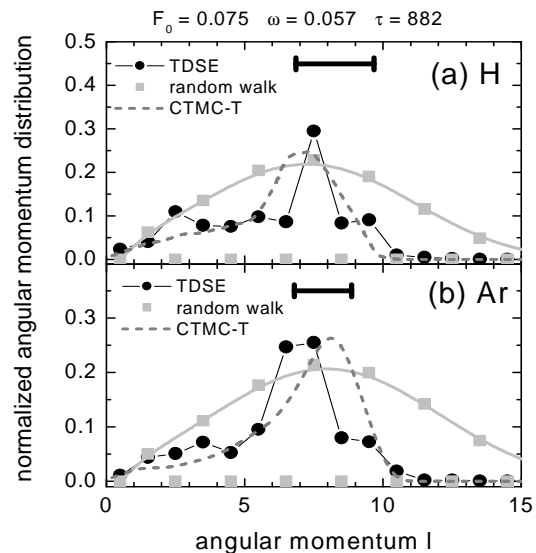 F₀ = 0.075   ω = 0.057   τ = 882
normalized angular momentum distribution
0.5
0.4
0.3
0.2
0.1
0.0
TDSE
random walk
CTMC-T
(a) H
0.3
0.2
0.1
0.0
TDSE
random walk
CTMC-T
(b) Ar
0 5 10 15
angular momentum l